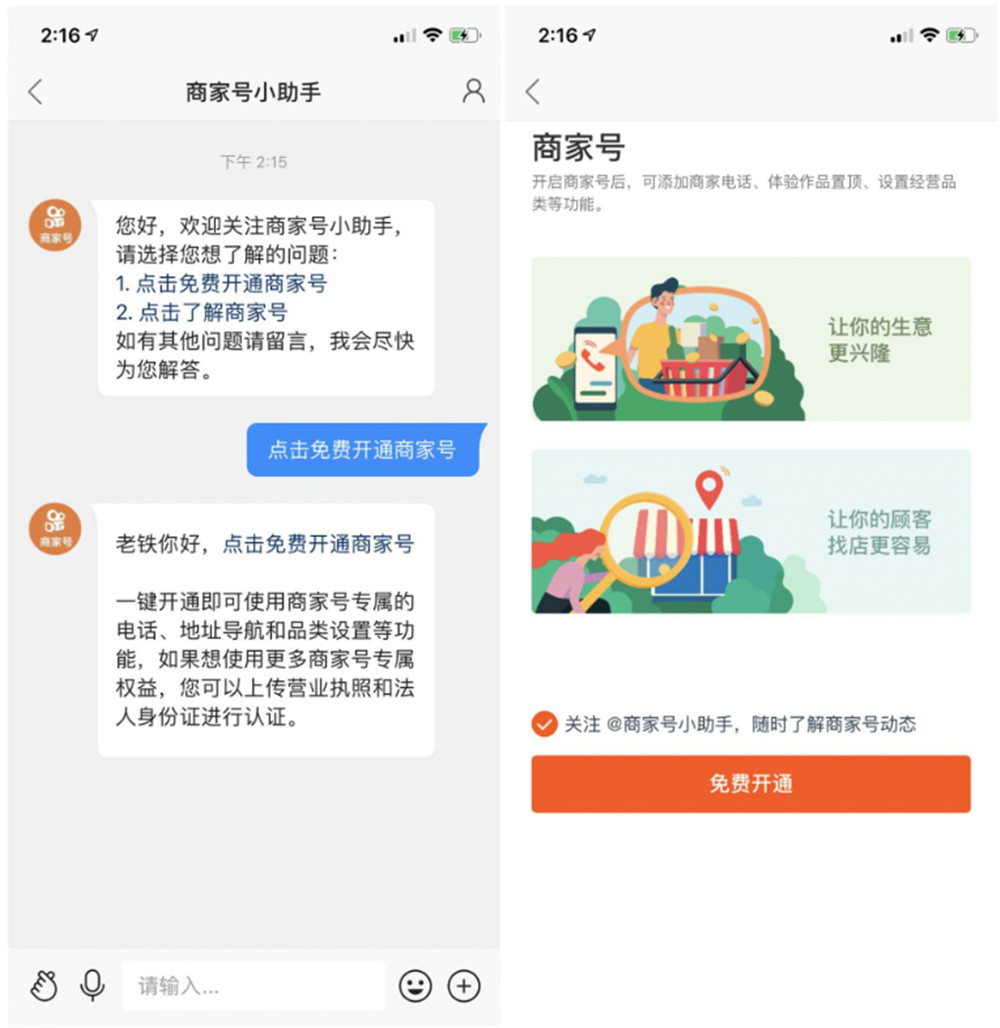 2:16
商家号小助手
下午 2:15
商家号
您好，欢迎关注商家号小助手，
请选择您想了解的问题：
1. 点击免费开通商家号
2. 点击了解商家号
如有其他问题请留言，我会尽快
为您解答。
点击免费开通商家号
商家号
老铁你好，点击免费开通商家号
一键开通即可使用商家号专属的
电话、地址导航和品类设置等功
能，如果想使用更多商家号专属
权益，您可以上传营业执照和法
人身份证进行认证。
请输入...
2:16
商家号
开启商家号后，可添加商家电话、体验作品置顶、设置经营品
类等功能。
让你的生意
更兴隆
让你的顾客
找店更容易
关注 @商家号小助手，随时了解商家号动态
免费开通